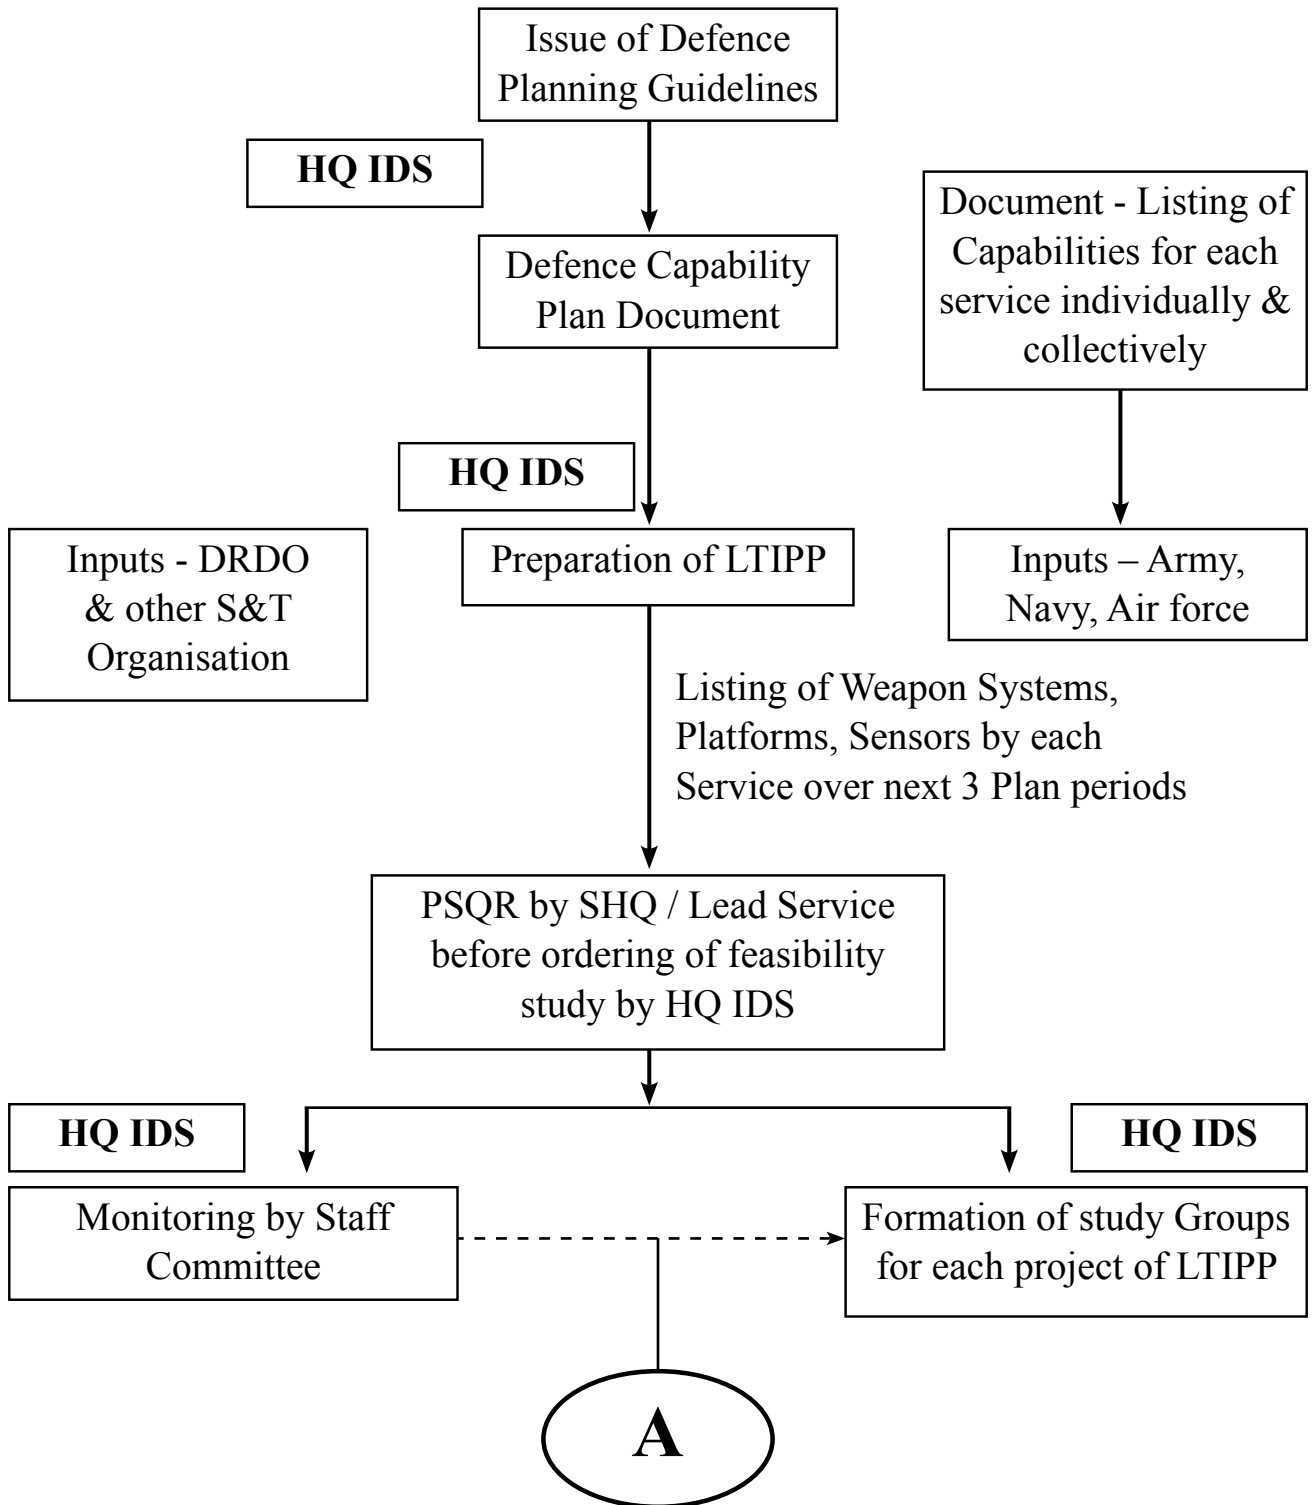 Issue of Defence
Planning Guidelines
HQ IDS
Document - Listing of
Capabilities for each
service individually &
collectively
Defence Capability
Plan Document
HQ IDS
Inputs - DRDO
& other S&T
Organisation
Preparation of LTIPP
Inputs – Army,
Navy, Air force
Listing of Weapon Systems,
Platforms, Sensors by each
Service over next 3 Plan periods
PSQR by SHQ / Lead Service
before ordering of feasibility
study by HQ IDS
HQ IDS
HQ IDS
Monitoring by Staff
Committee
Formation of study Groups
for each project of LTIPP
A